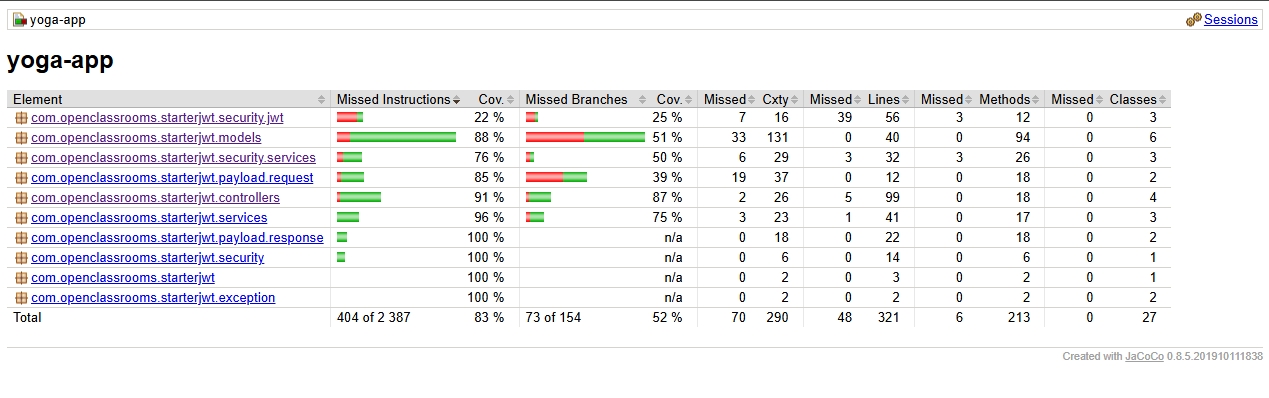 yoga-app Sessions
yoga-app
Element Missed Instructions Cov. Missed Branches Cov. Missed Cxty Missed Lines Missed Methods Missed Classes
com.openclassrooms.starterjwt.security.jwt 22 % 25 % 7 16 39 56 3 12 0 3
com.openclassrooms.starterjwt.models 88 % 51 % 33 131 0 40 0 94 0 6
com.openclassrooms.starterjwt.security.services 76 % 50 % 6 29 3 32 3 26 0 3
com.openclassrooms.starterjwt.payload.request 85 % 39 % 19 37 0 12 0 18 0 2
com.openclassrooms.starterjwt.controllers 91 % 87 % 2 26 5 99 0 18 0 4
com.openclassrooms.starterjwt.services 96 % 75 % 3 23 1 41 0 17 0 3
com.openclassrooms.starterjwt.payload.response 100 % n/a 0 18 0 22 0 18 0 2
com.openclassrooms.starterjwt.security 100 % n/a 0 6 0 14 0 6 0 1
com.openclassrooms.starterjwt 100 % n/a 0 2 0 3 0 2 0 1
com.openclassrooms.starterjwt.exception 100 % n/a 0 2 0 2 0 2 0 2
Total 404 of 2 387 83 % 73 of 154 52 % 70 290 48 321 6 213 0 27
Created with JaCoCo 0.8.5.201910111838